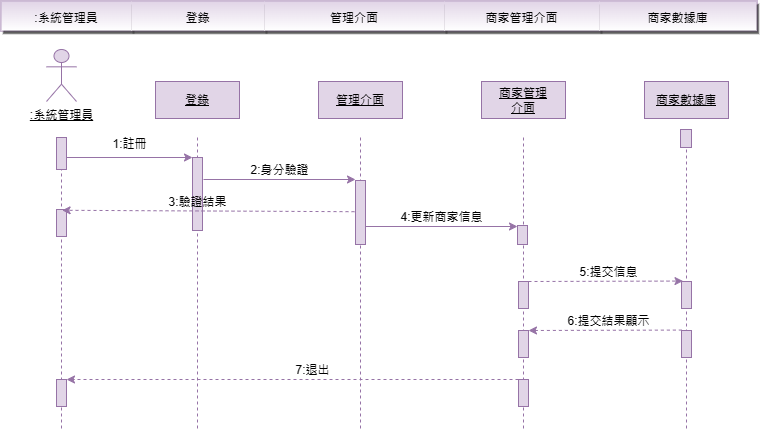 :系統管理員
登錄
管理介面
商家管理介面
商家數據庫
:系統管理員
登錄
管理介面
商家管理
介面
商家數據庫
1:註冊
2:身分驗證
3:驗證結果
4:更新商家信息
5:提交信息
6:提交結果顯示
7:退出